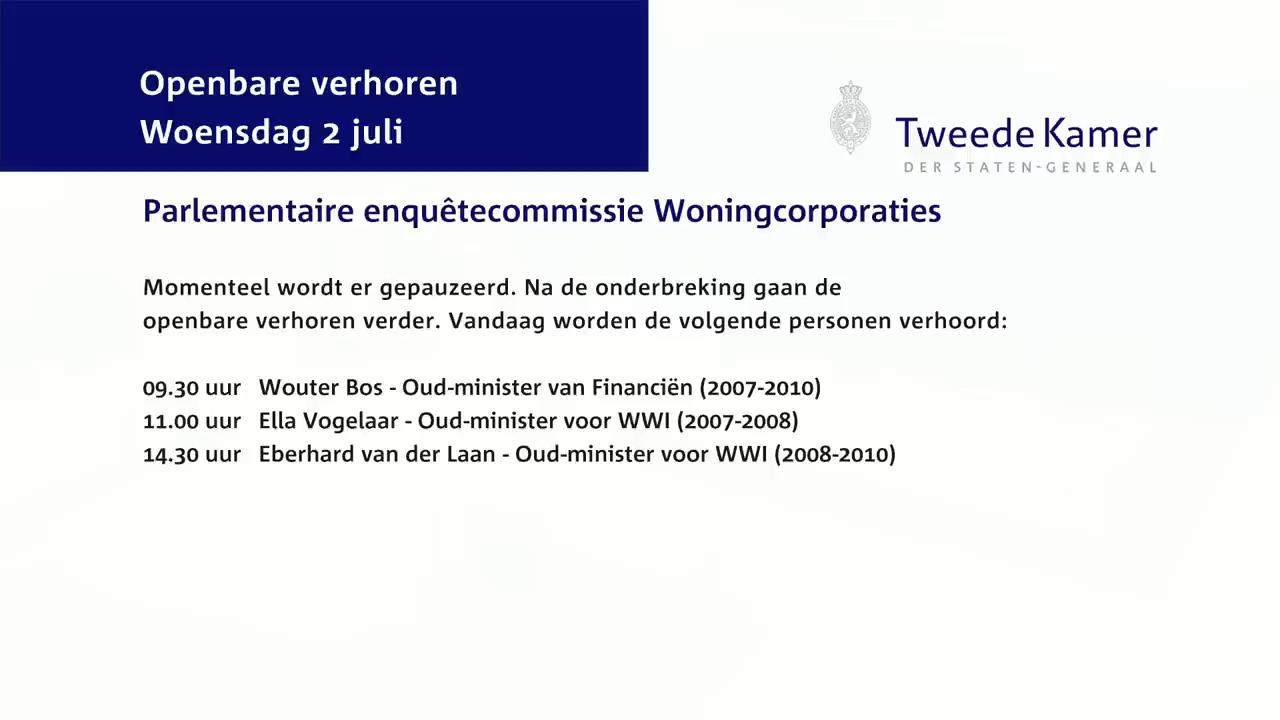 Openbare verhoren
Woensdag 2 juli
Tweede Kamer
DER STATEN-GENERAAL
Parlementaire enquêtecommissie Woningcorporaties
Momenteel wordt er gepauzeerd. Na de onderbreking gaan de
openbare verhoren verder. Vandaag worden de volgende personen verhoord:
09.30 uur Wouter Bos - Oud-minister van Financiën (2007-2010)
11.00 uur Ella Vogelaar - Oud-minister voor WWI (2007-2008)
14.30 uur Eberhard van der Laan - Oud-minister voor WWI (2008-2010)